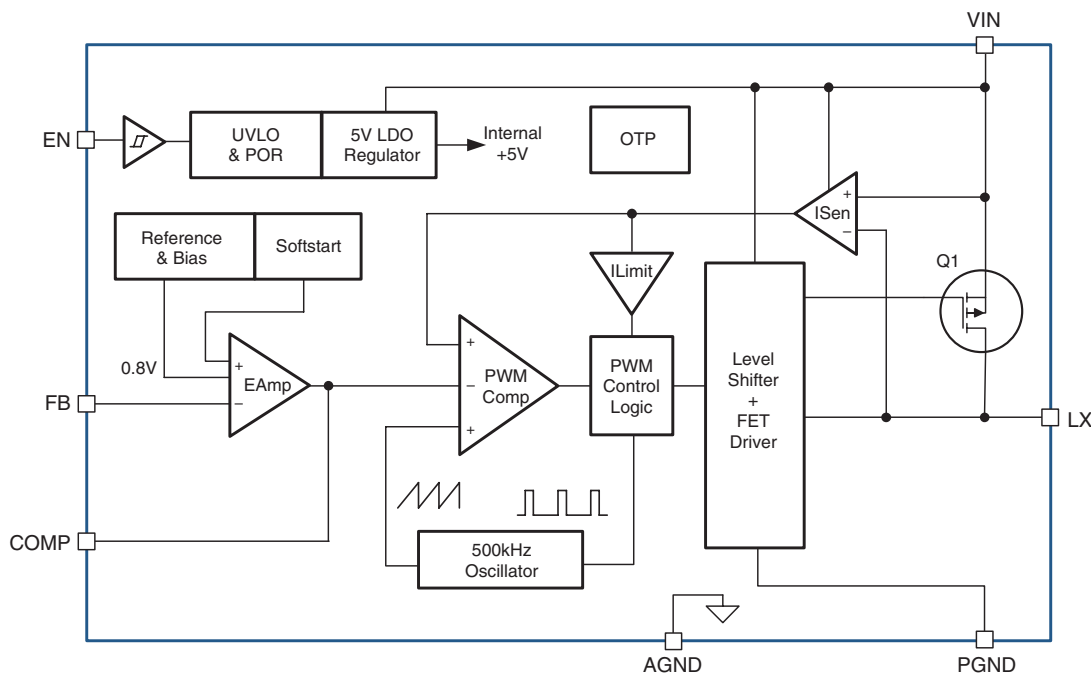 VIN
EN
UVLO
& POR
5V LDO
Regulator
Internal
+5V
OTP
+
ISen
−
Reference
& Bias
Softstart
ILimit
Q1
0.8V
+
EAmp
−
FB
+
−
+
PWM
Comp
PWM
Control
Logic
Level
Shifter
+
FET
Driver
LX
COMP
500kHz
Oscillator
AGND
PGND